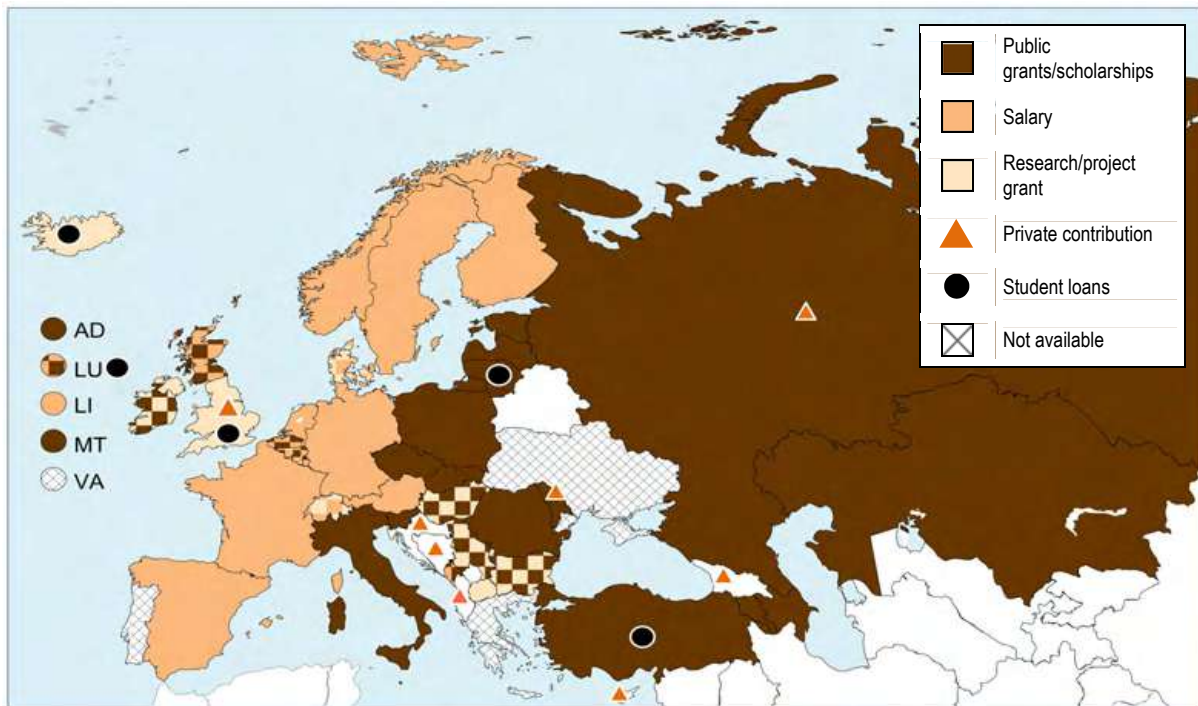 Public
grants/scholarships
Salary
Research/project
grant
Private contribution
Student loans
Not available
AD
LU
LI
MT
VA